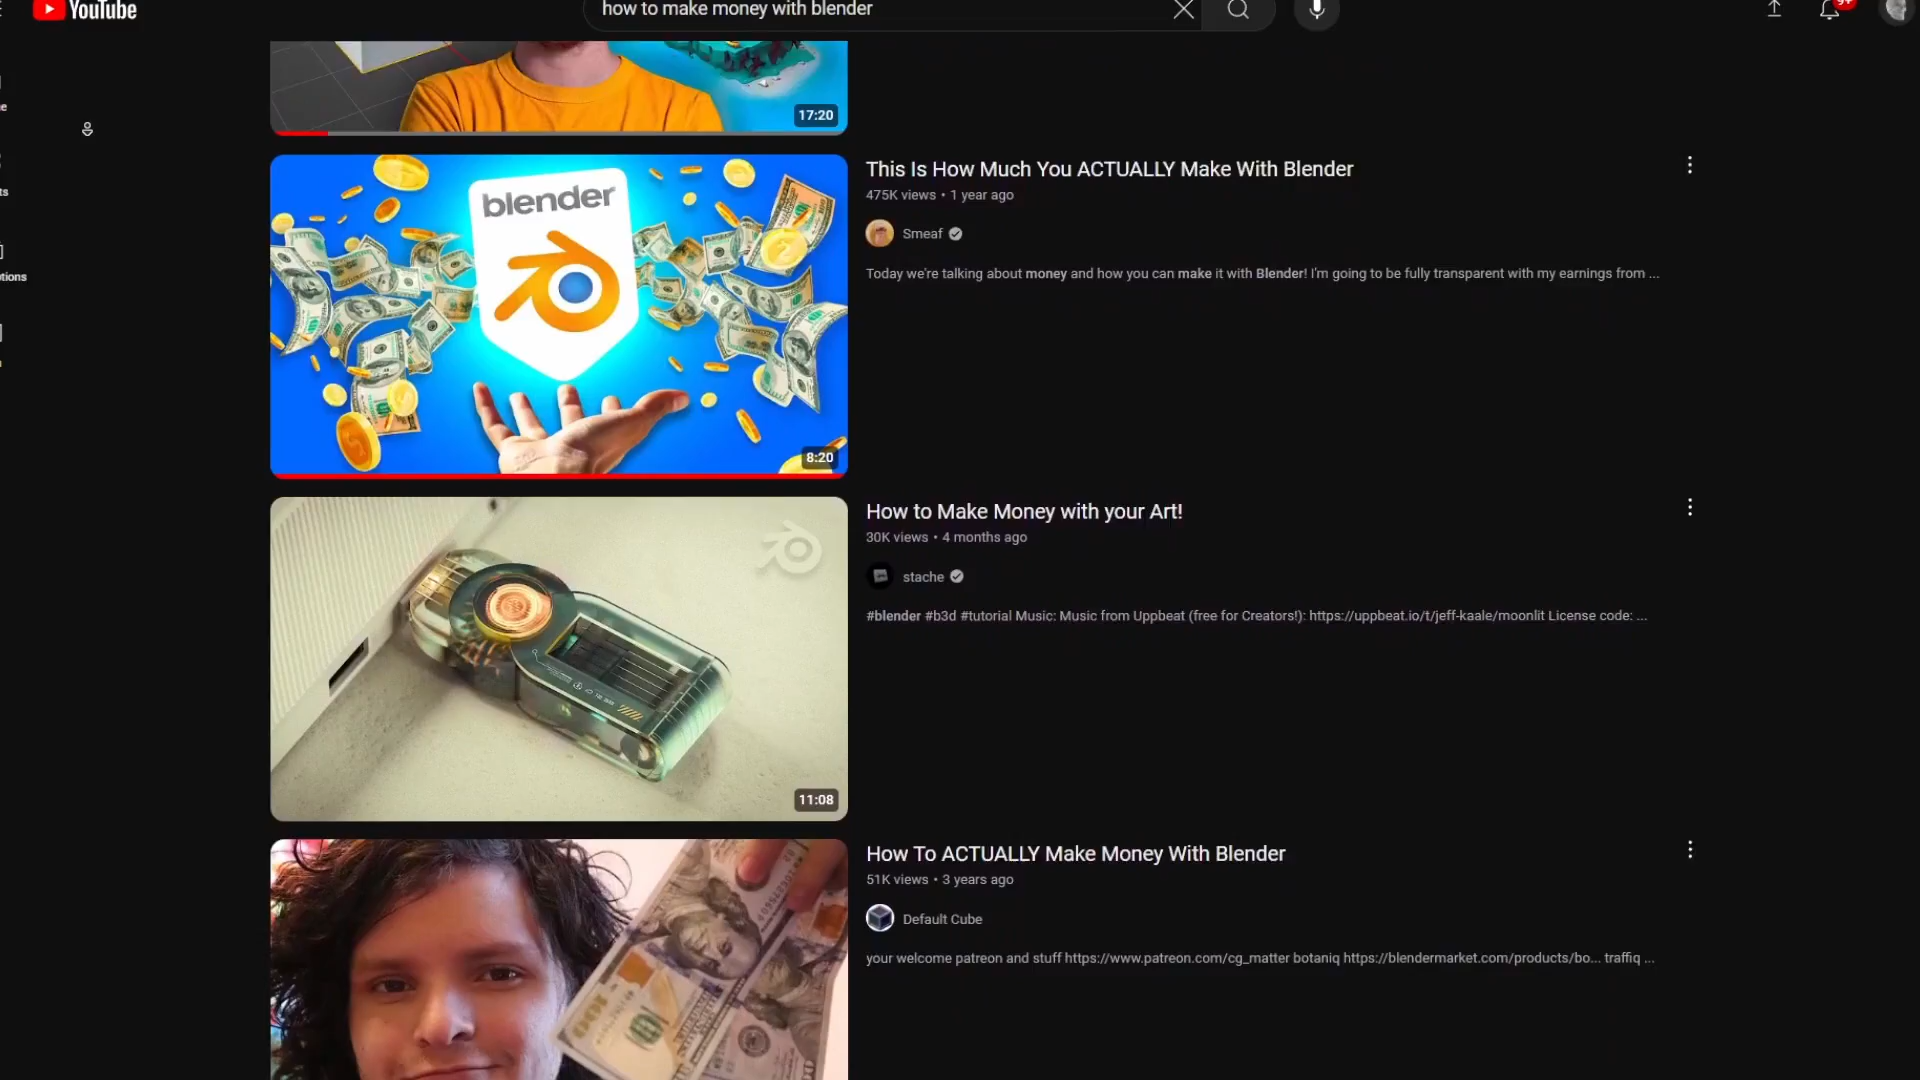 YouTube
how to make money with blender
9+
17:20
This Is How Much You ACTUALLY Make With Blender
475K views • 1 year ago
Smeaf
Today we're talking about money and how you can make it with Blender! I'm going to be fully transparent with my earnings from ...
blender
8:20
How to Make Money with your Art!
30K views • 4 months ago
stache
#blender #b3d #tutorial Music: Music from Uppbeat (free for Creators!): https://uppbeat.io/t/jeff-kaale/moonlit License code: ...
11:08
How To ACTUALLY Make Money With Blender
51K views • 3 years ago
Default Cube
your welcome patreon and stuff https://www.patreon.com/cg_matter botaniq https://blendermarket.com/products/bo... traffiq ...
100